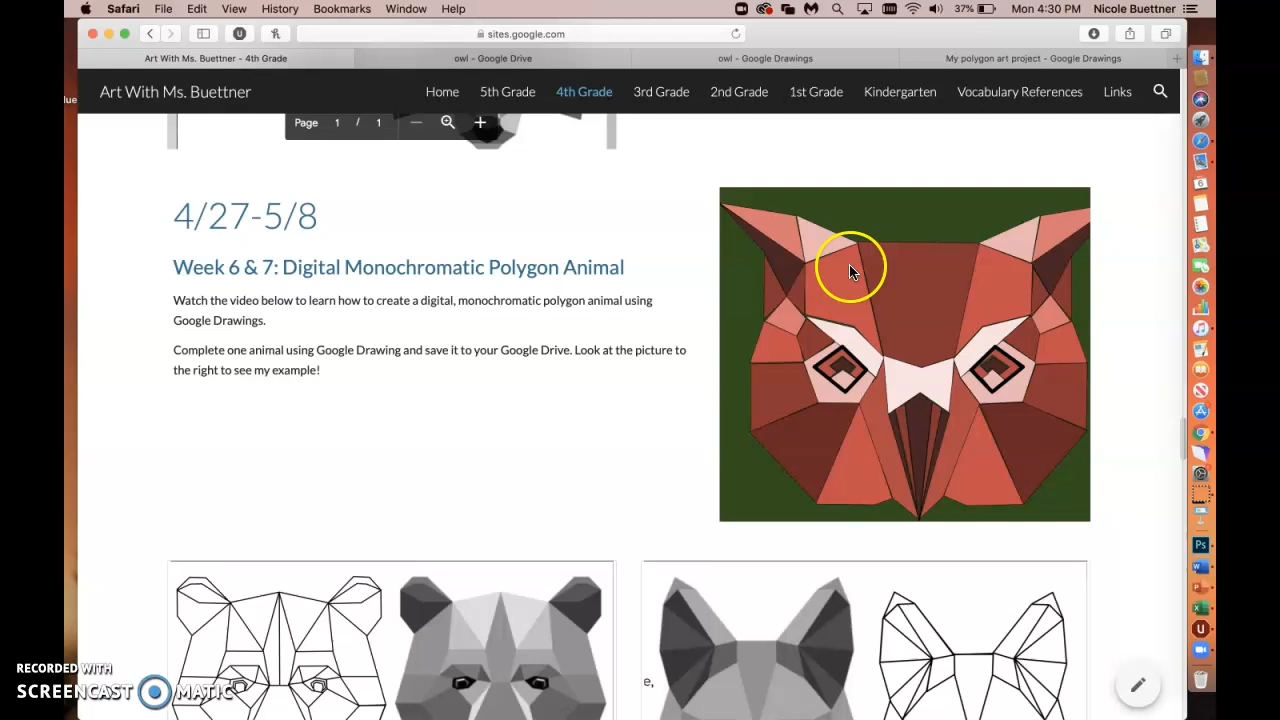 Safari File Edit View History Bookmarks Window Help 37% Mon 4:30 PM Nicole Buettner
sites.google.com
Art With Ms. Buettner - 4th Grade owl - Google Drive owl - Google Drawings My polygon art project - Google Drawings
Art With Ms. Buettner Home 5th Grade 4th Grade 3rd Grade 2nd Grade 1st Grade Kindergarten Vocabulary References Links
Page 1 / 1
4/27-5/8
Week 6 & 7: Digital Monochromatic Polygon Animal
Watch the video below to learn how to create a digital, monochromatic polygon animal using
Google Drawings.
Complete one animal using Google Drawing and save it to your Google Drive. Look at the picture to
the right to see my example!
RECORDED WITH
SCREENCAST MATIC